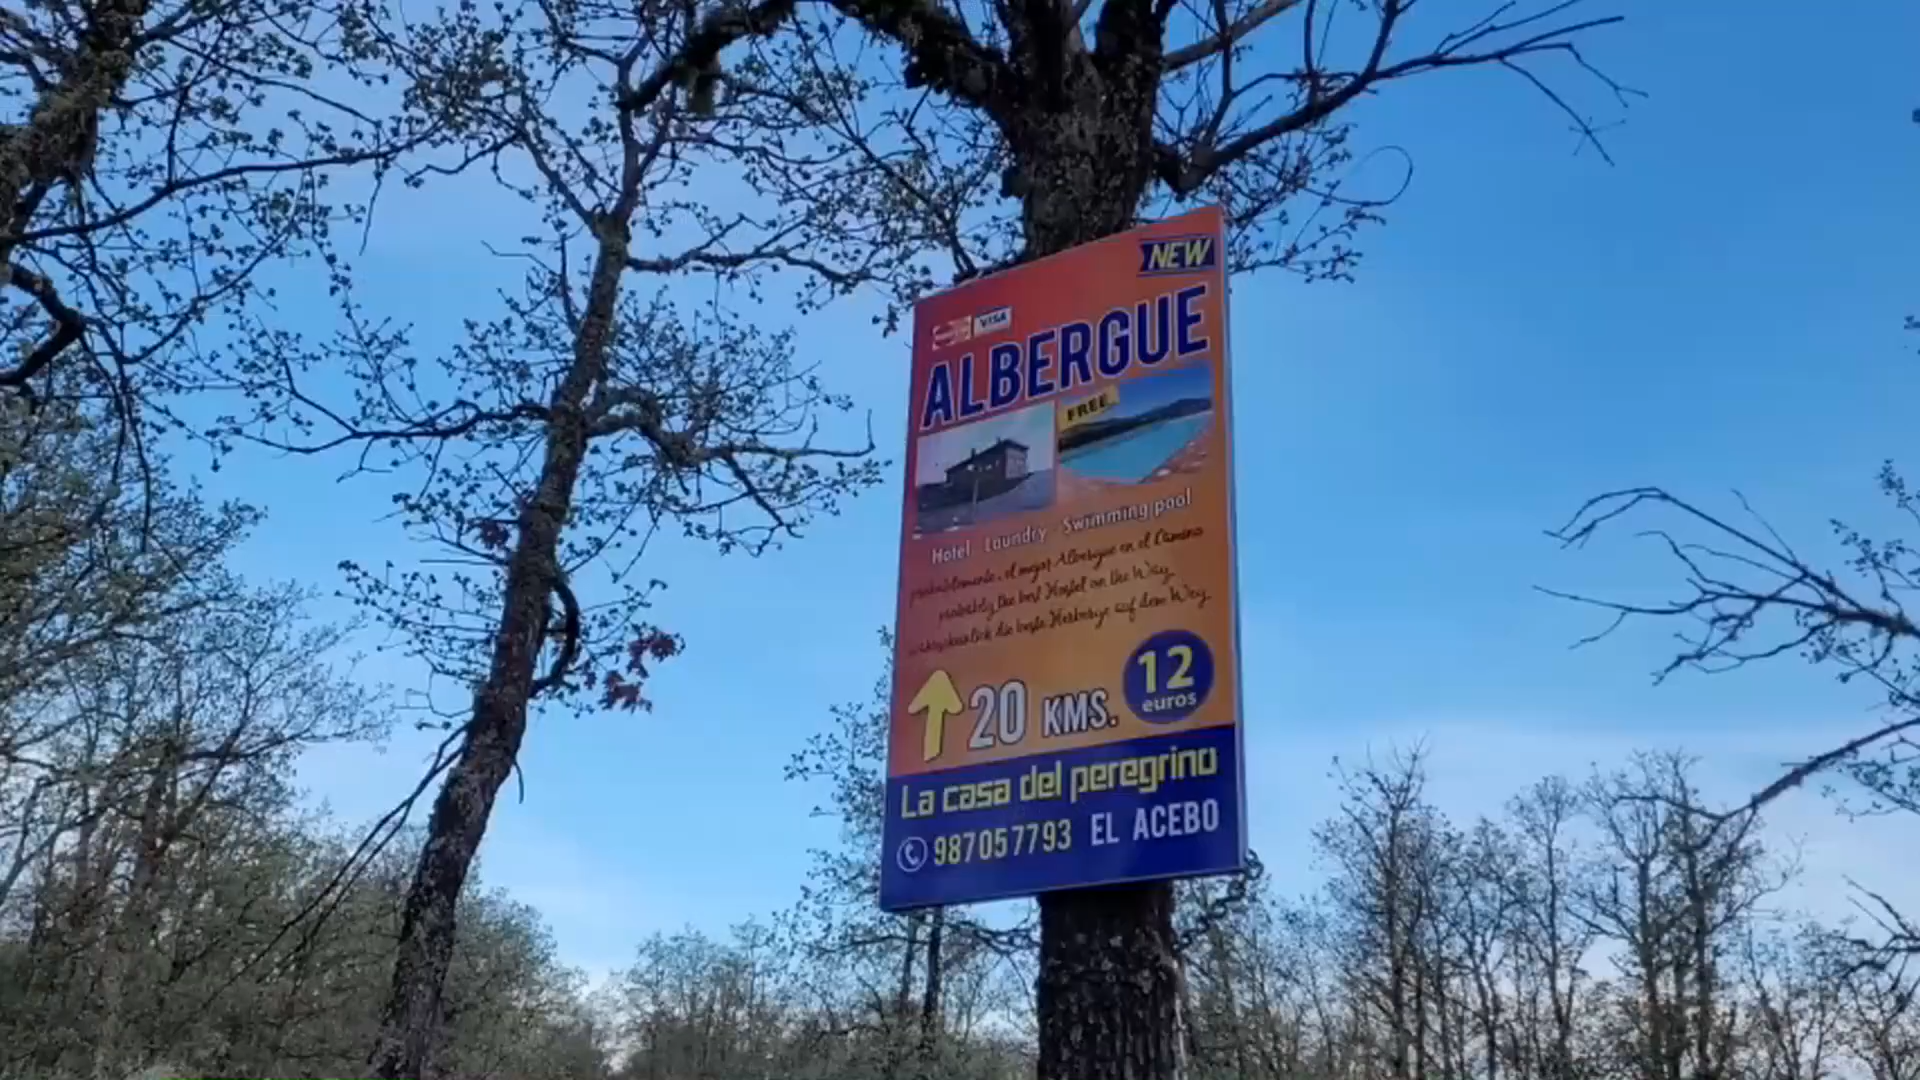 NEW
VISA
ALBERGUE
FREE
Hotel - Laundry - Swimming pool
probablemente, el mejor Albergue en el Camino
probably the best Hostel on the Way
die beste Herberge auf dem Weg
20 KMS.
12
euros
La casa del peregrino
987057793 EL ACEBO